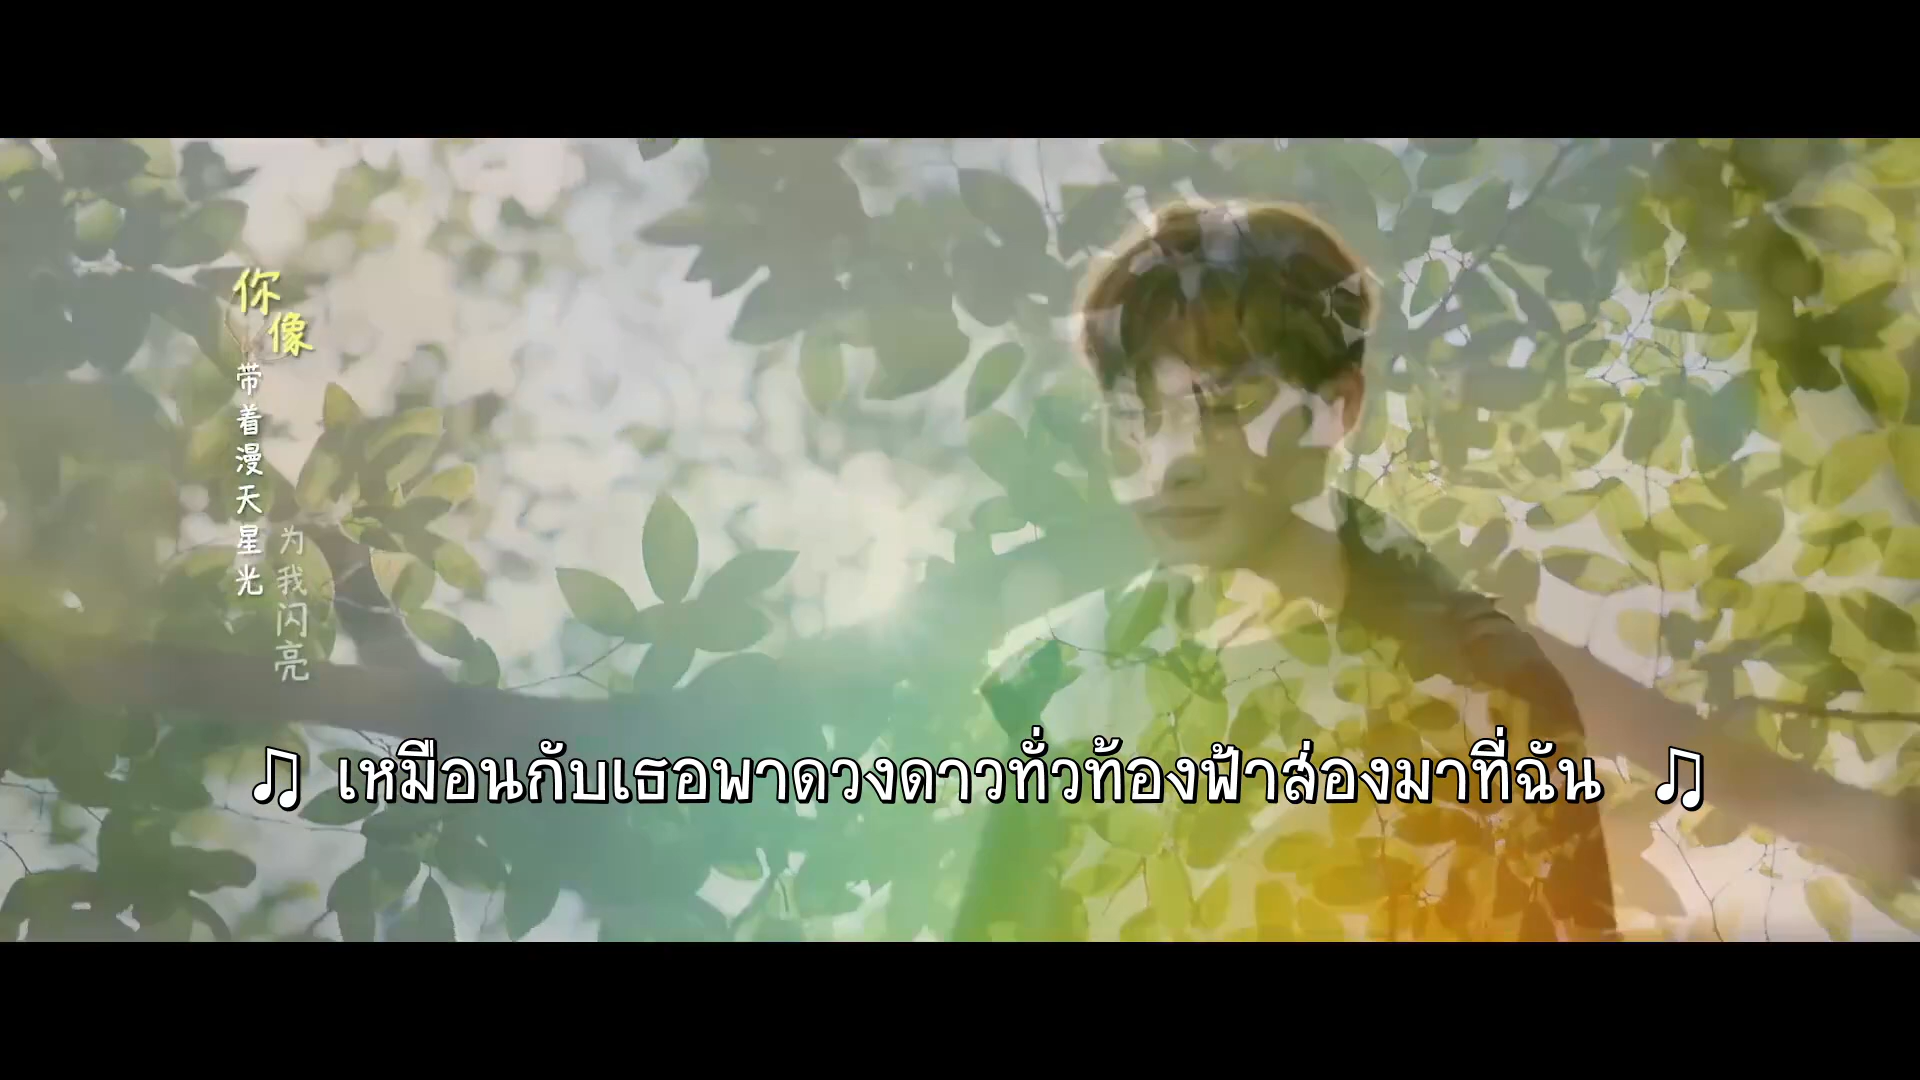 你像
带着漫天星光
为我闪亮
♫ เหมือนกับเธอพาดวงดาวทั่วท้องฟ้าส่องมาที่ฉัน ♫